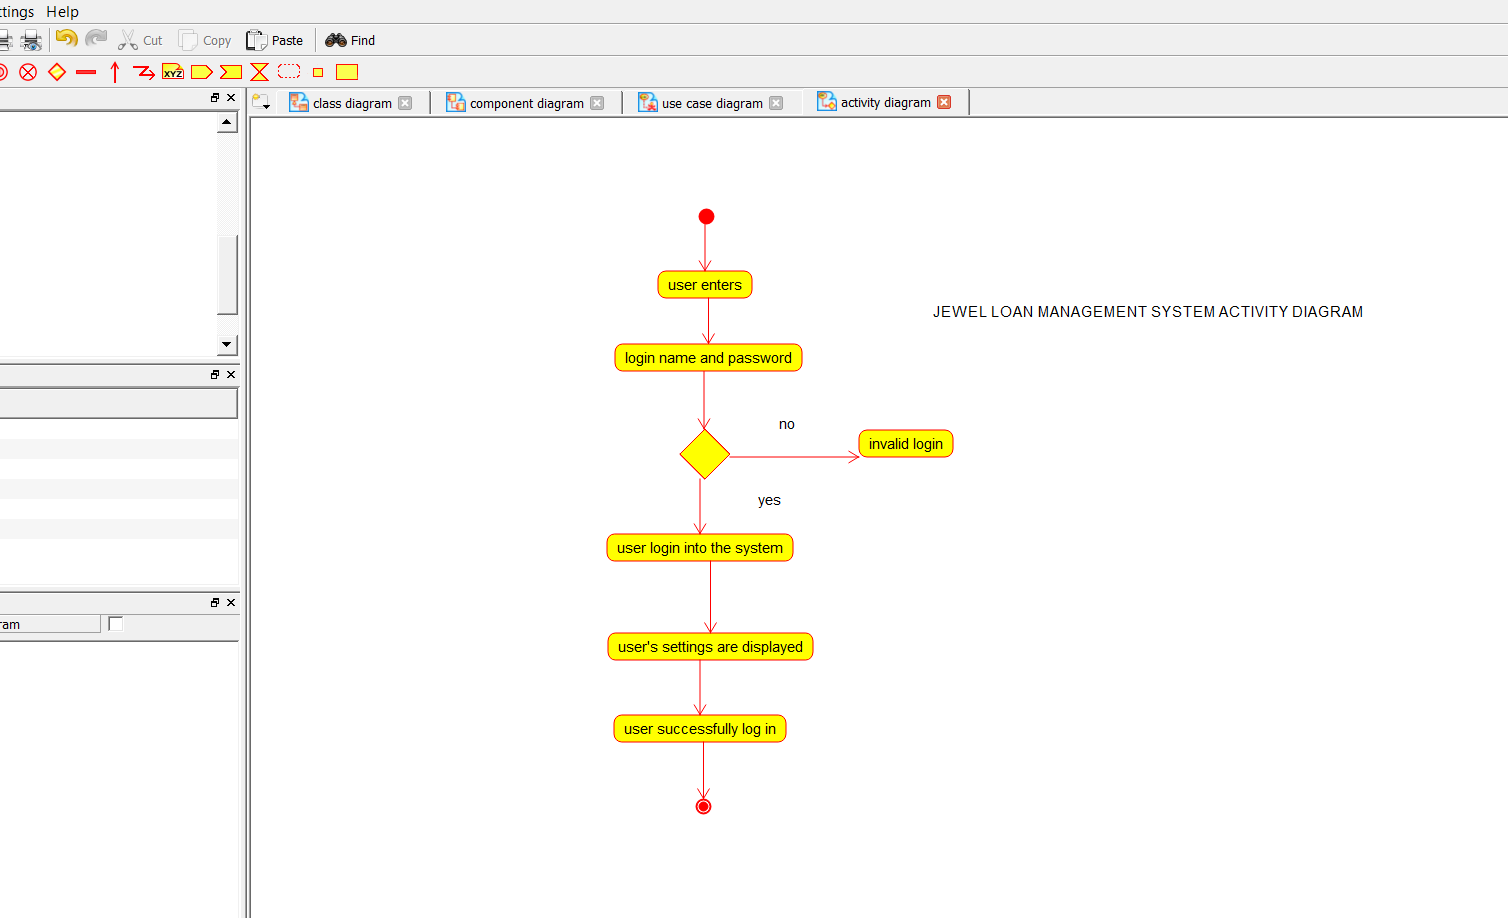 ttings Help
Cut Copy Paste Find
XYZ
class diagram component diagram use case diagram activity diagram
user enters
JEWEL LOAN MANAGEMENT SYSTEM ACTIVITY DIAGRAM
login name and password
no
invalid login
yes
user login into the system
ram
user's settings are displayed
user successfully log in